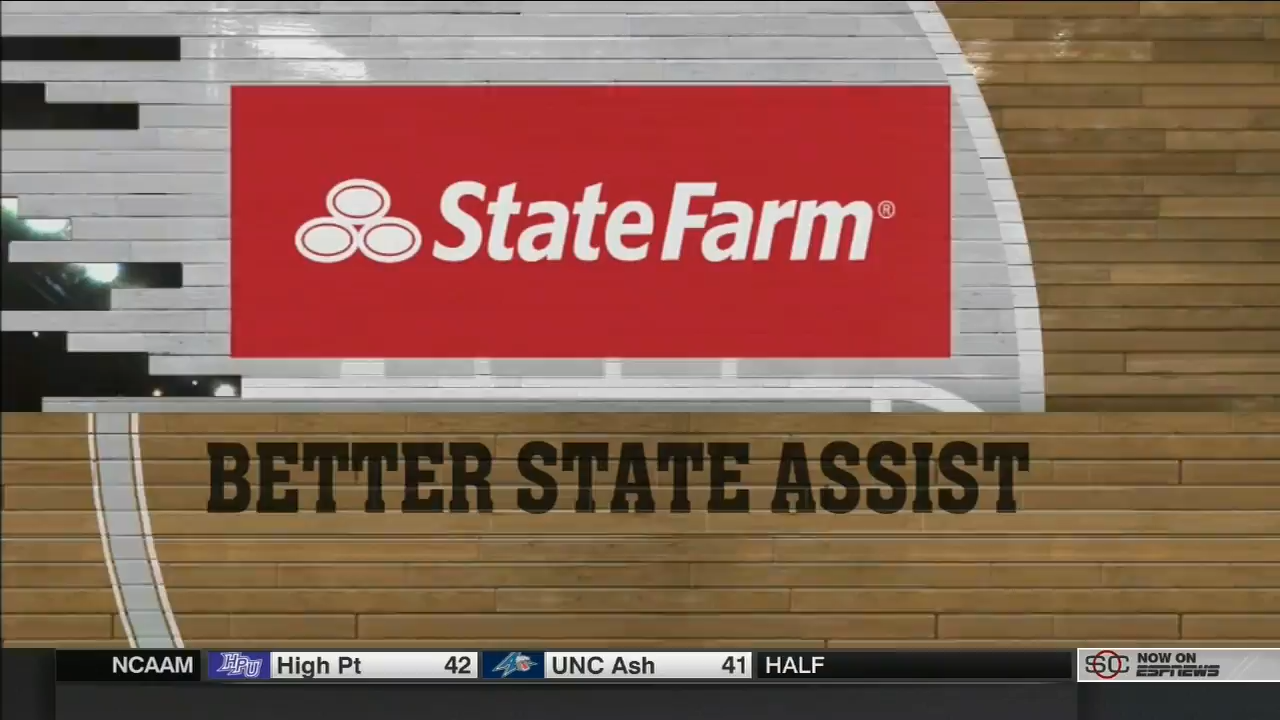 StateFarm®
BETTER STATE ASSIST
NCAAM HPU High Pt 42 UNC Ash 41 HALF SC NOW ON
ESPNEWS